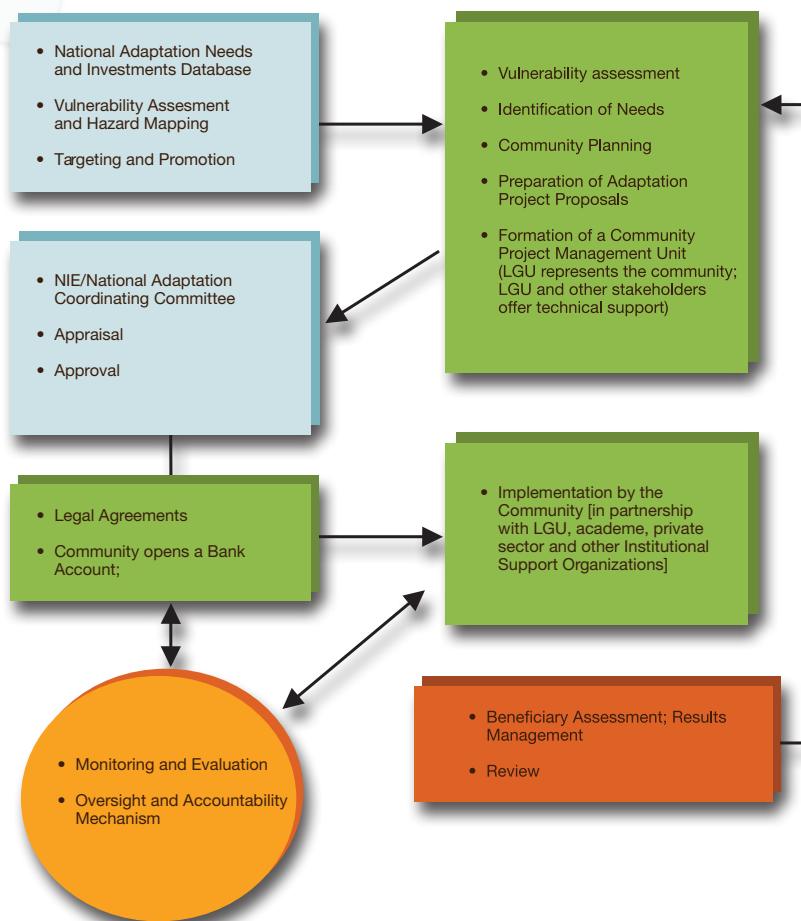 • National Adaptation Needs
and Investments Database
• Vulnerability Assesment
and Hazard Mapping
• Targeting and Promotion
• Vulnerability assessment
• Identification of Needs
• Community Planning
• Preparation of Adaptation
Project Proposals
• Formation of a Community
Project Management Unit
(LGU represents the community;
LGU and other stakeholders
offer technical support)
• NIE/National Adaptation
Coordinating Committee
• Appraisal
• Approval
• Legal Agreements
• Community opens a Bank
Account;
• Implementation by the
Community [in partnership
with LGU, academe, private
sector and other Institutional
Support Organizations]
• Monitoring and Evaluation
• Oversight and Accountability
Mechanism
• Beneficiary Assessment; Results
Management
• Review